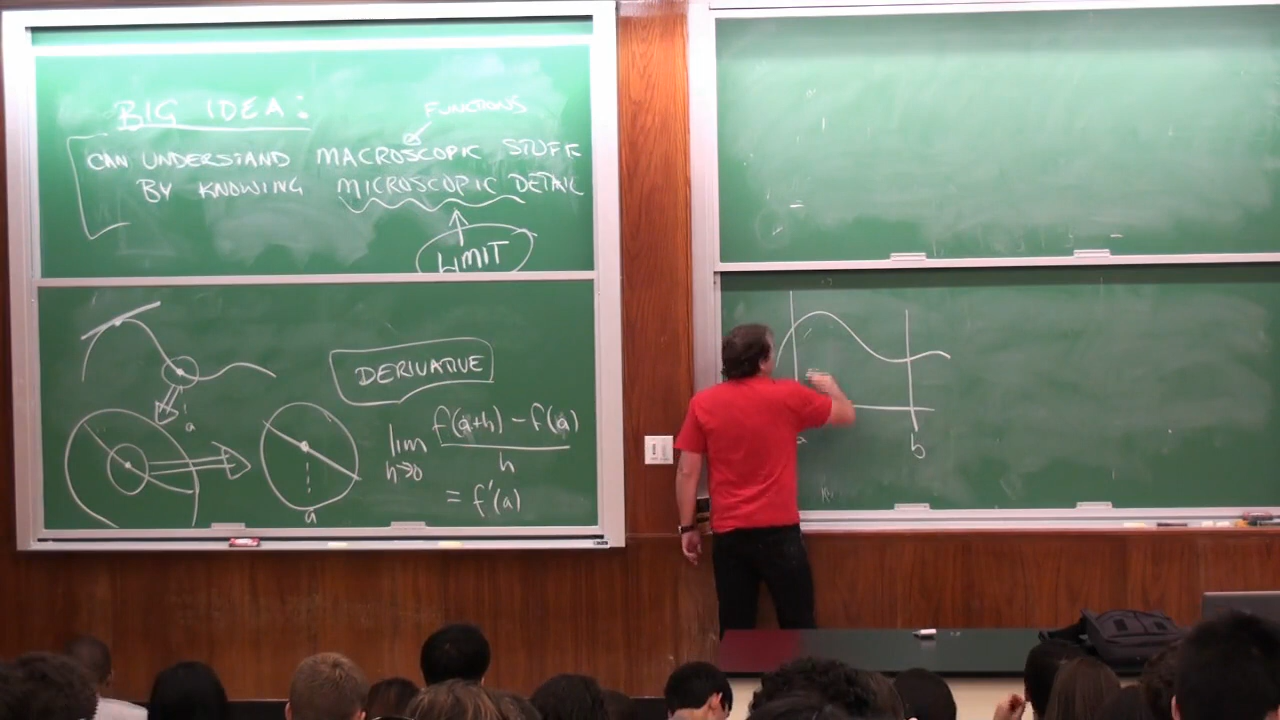 BIG IDEA:
FUNCTIONS
CAN UNDERSTAND MACROSCOPIC STUFF
BY KNOWING MICROSCOPIC DETAIL
LIMIT
a
a
DERIVATIVE
lim h→0 f(a+h) - f(a) / h
= f'(a)
a
b